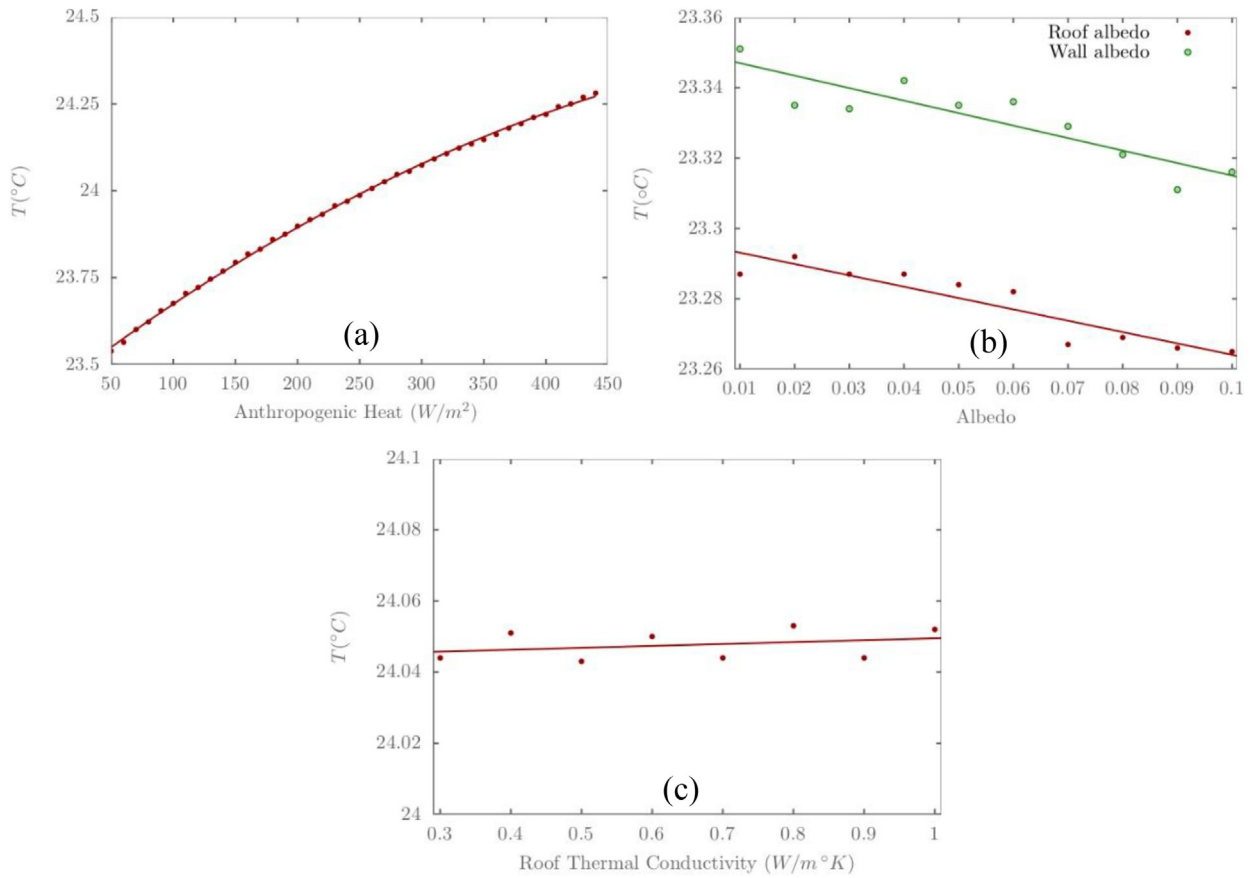 24.5
24.25
24
23.75
23.5
T(°C)
(a)
50 100 150 200 250 300 350 400 450
Anthropogenic Heat (W/m²)
23.36
23.34
23.32
23.3
23.28
23.26
T(∘C)
Roof albedo
Wall albedo
(b)
0.01 0.02 0.03 0.04 0.05 0.06 0.07 0.08 0.09 0.1
Albedo
24.1
24.08
24.06
24.04
24.02
24
T(°C)
(c)
0.3 0.4 0.5 0.6 0.7 0.8 0.9 1
Roof Thermal Conductivity (W/m°K)